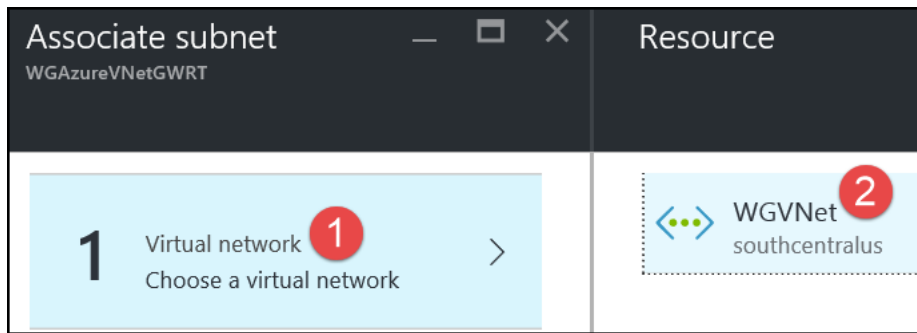 Associate subnet
WGAzureVNetGWRT
Resource
1
Virtual network 1
Choose a virtual network
WGVNet 2
southcentralus